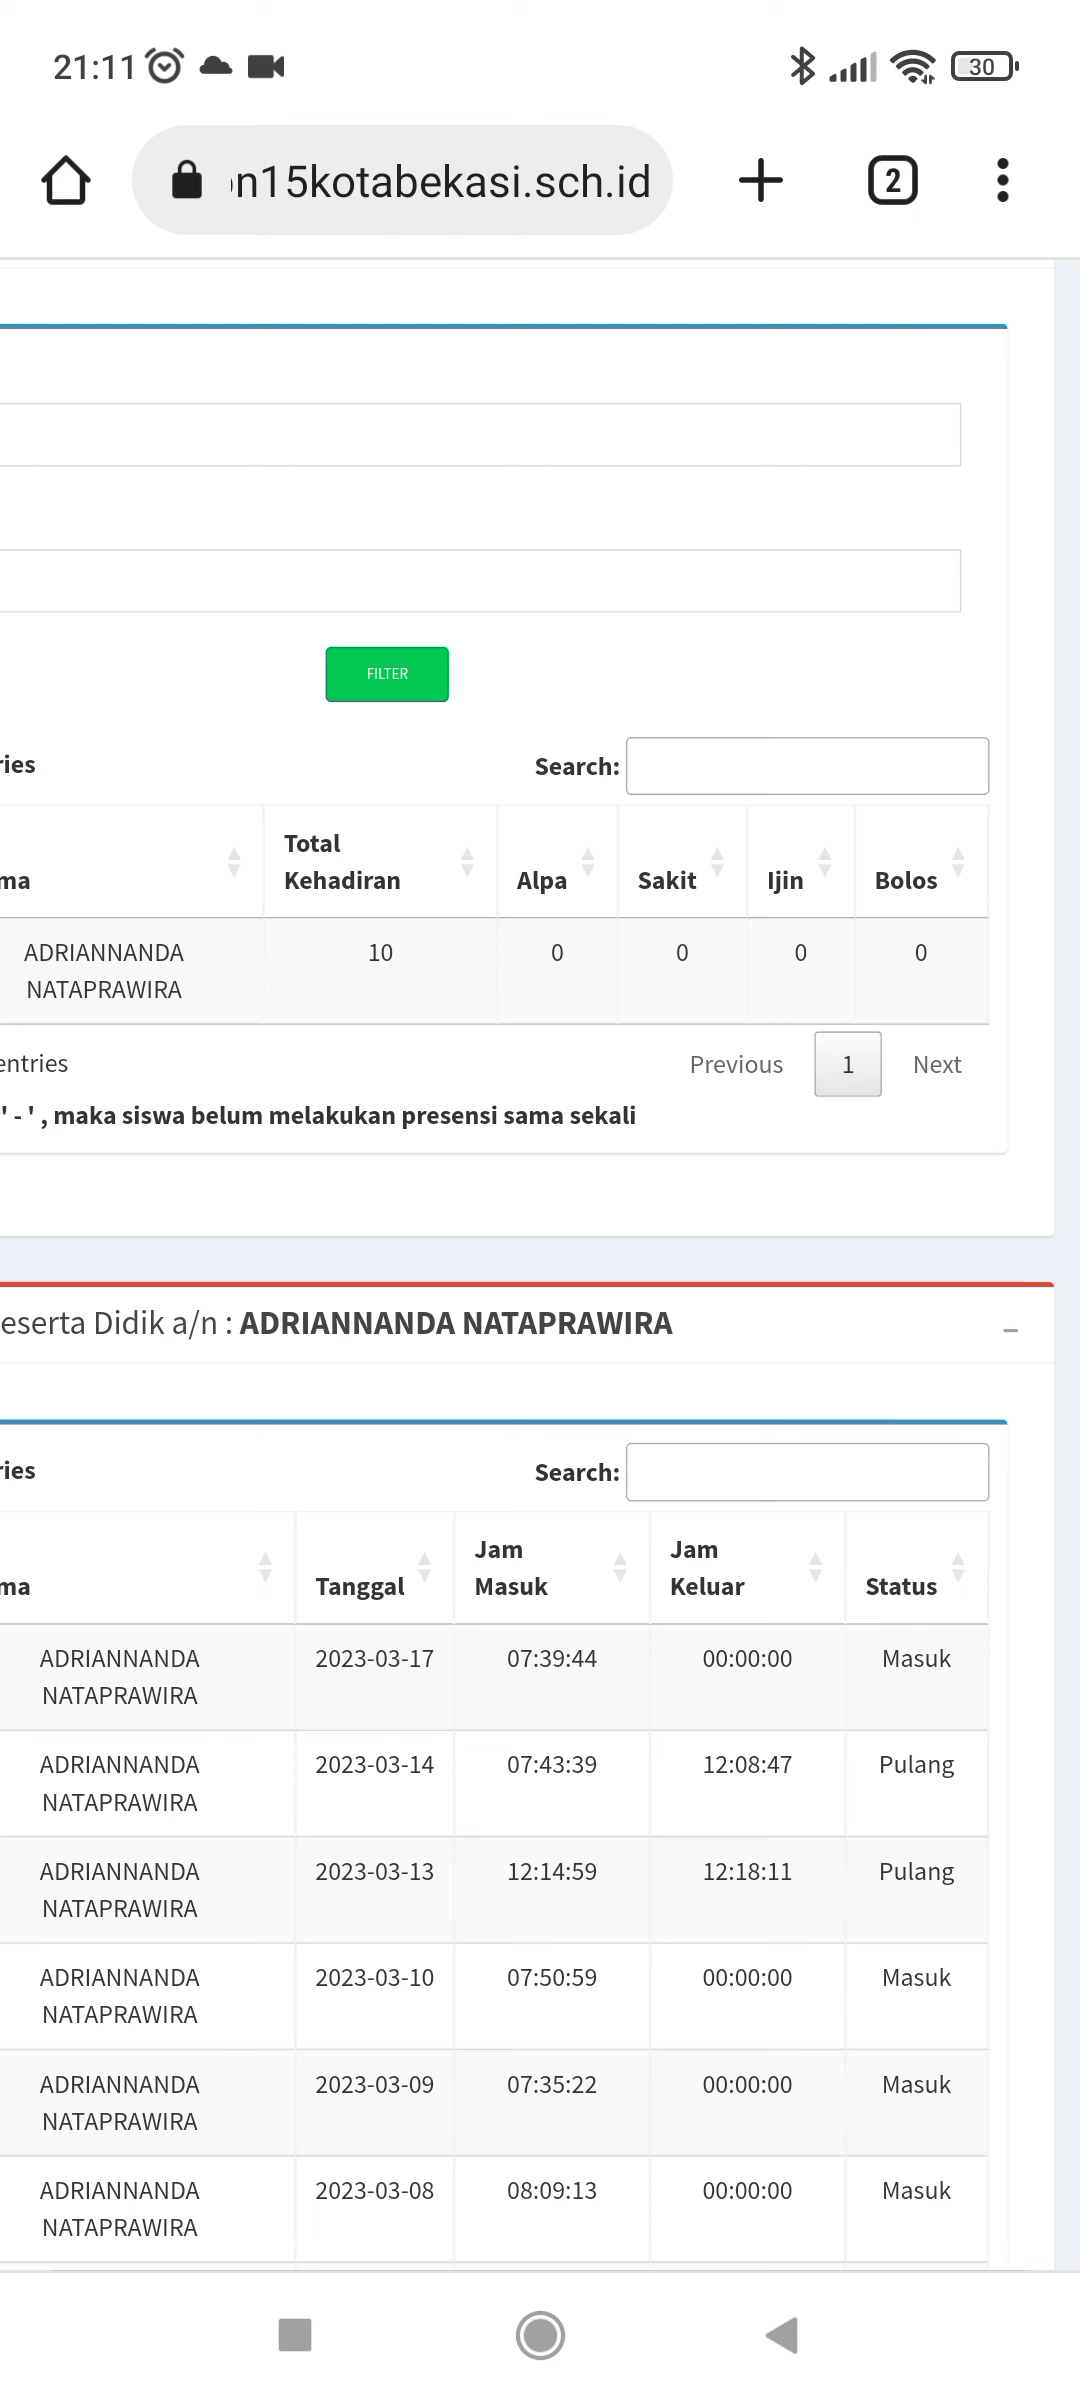 21:11
30
n15kotabekasi.sch.id
2
FILTER
ries
Search:
ma
Total Kehadiran
Alpa
Sakit
Ijin
Bolos
ADRIANNANDA NATAPRAWIRA
10
0
0
0
0
entries
Previous
1
Next
' - ' , maka siswa belum melakukan presensi sama sekali
eserta Didik a/n : ADRIANNANDA NATAPRAWIRA
ries
Search:
ma
Tanggal
Jam Masuk
Jam Keluar
Status
ADRIANNANDA NATAPRAWIRA
2023-03-17
07:39:44
00:00:00
Masuk
ADRIANNANDA NATAPRAWIRA
2023-03-14
07:43:39
12:08:47
Pulang
ADRIANNANDA NATAPRAWIRA
2023-03-13
12:14:59
12:18:11
Pulang
ADRIANNANDA NATAPRAWIRA
2023-03-10
07:50:59
00:00:00
Masuk
ADRIANNANDA NATAPRAWIRA
2023-03-09
07:35:22
00:00:00
Masuk
ADRIANNANDA NATAPRAWIRA
2023-03-08
08:09:13
00:00:00
Masuk